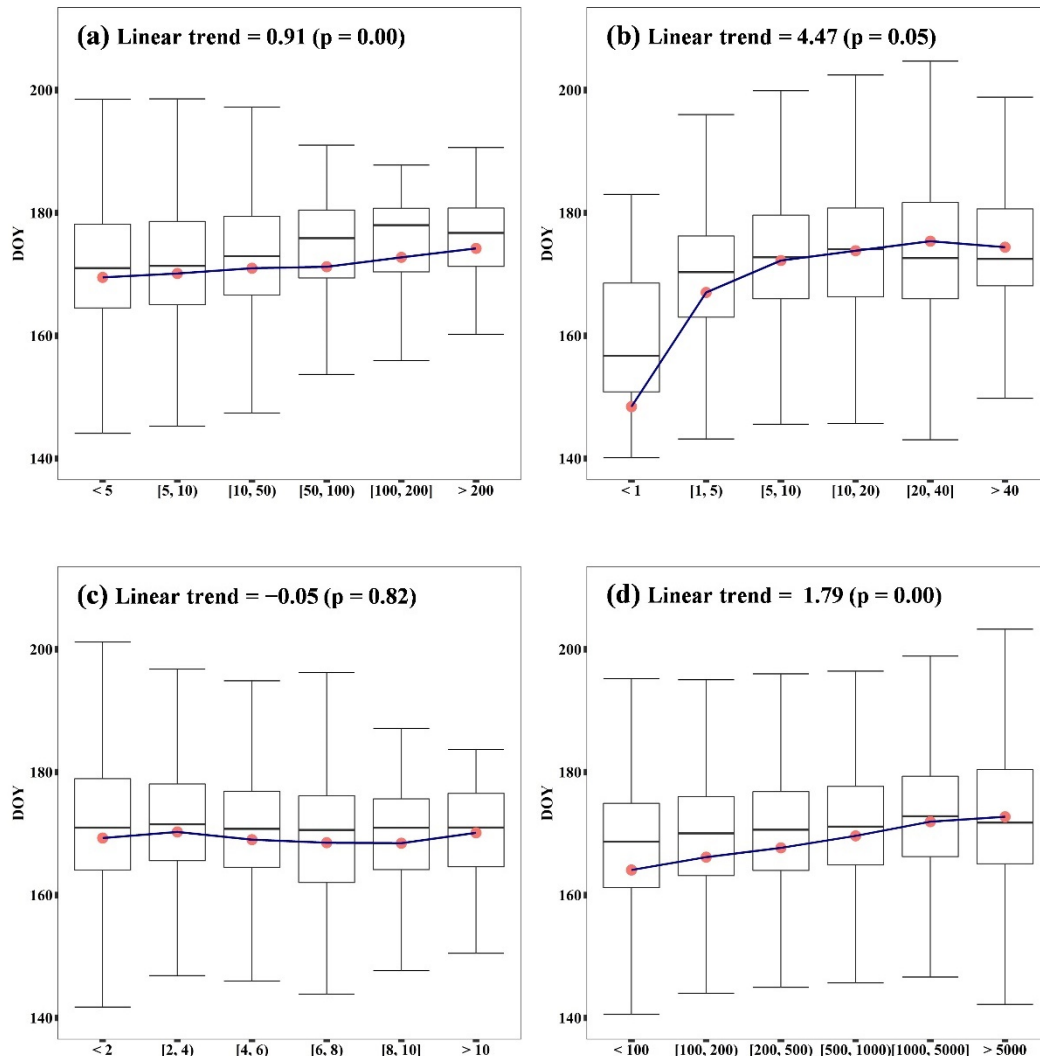 (a) Linear trend = 0.91 (p = 0.00)
200
180
160
140
DOY
< 5 [5, 10) [10, 50) [50, 100) [100, 200] > 200
(b) Linear trend = 4.47 (p = 0.05)
200
180
160
140
DOY
< 1 [1, 5) [5, 10) [10, 20) [20, 40] > 40
(c) Linear trend = −0.05 (p = 0.82)
200
180
160
140
DOY
< 2 [2, 4) [4, 6) [6, 8) [8, 10] > 10
(d) Linear trend = 1.79 (p = 0.00)
200
180
160
140
DOY
< 100 [100, 200) [200, 500) [500, 1000) [1000, 5000] > 5000